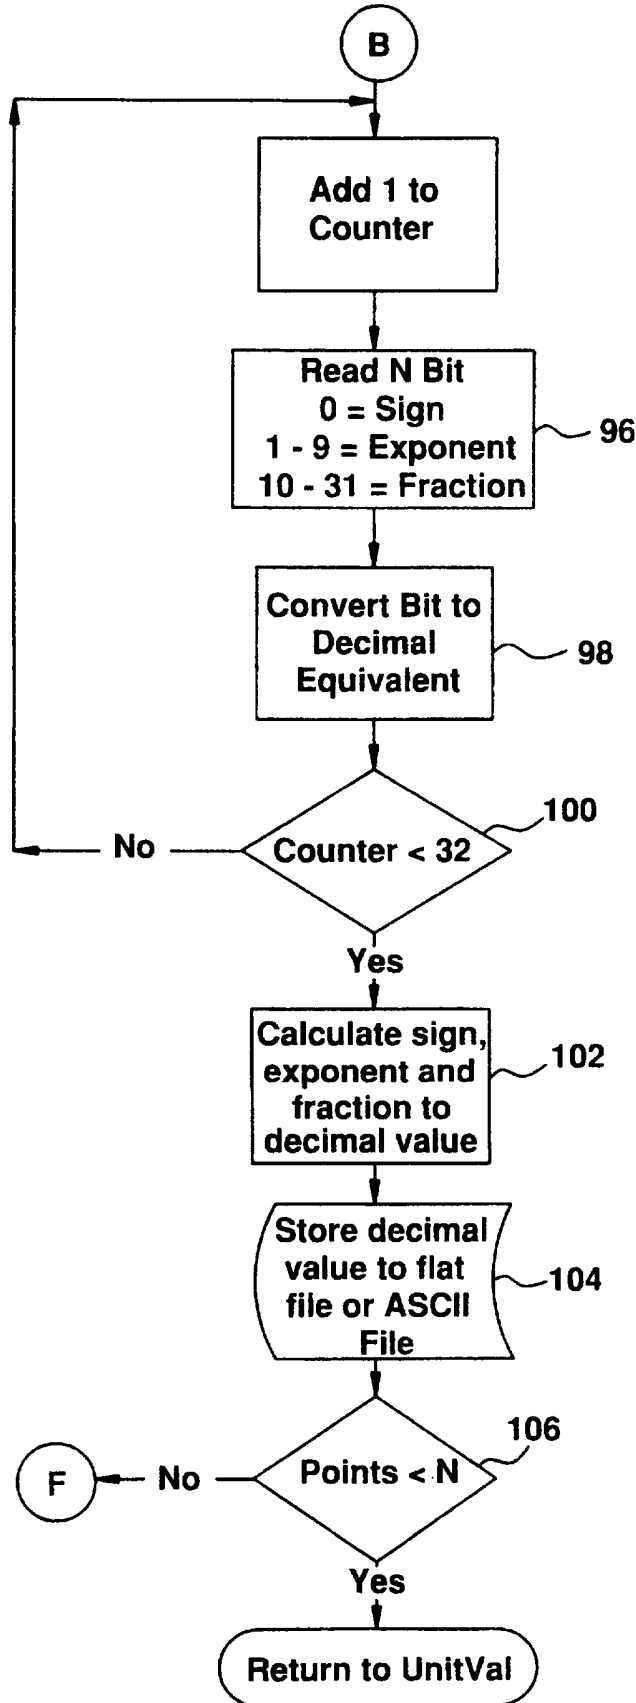 B
Add 1 to
Counter
Read N Bit
0 = Sign
1 - 9 = Exponent
10 - 31 = Fraction
96
Convert Bit to
Decimal
Equivalent
98
100
Counter < 32
No
Yes
Calculate sign,
exponent and
fraction to
decimal value
102
Store decimal
value to flat
file or ASCII
File
104
106
Points < N
No
F
Yes
Return to UnitVal